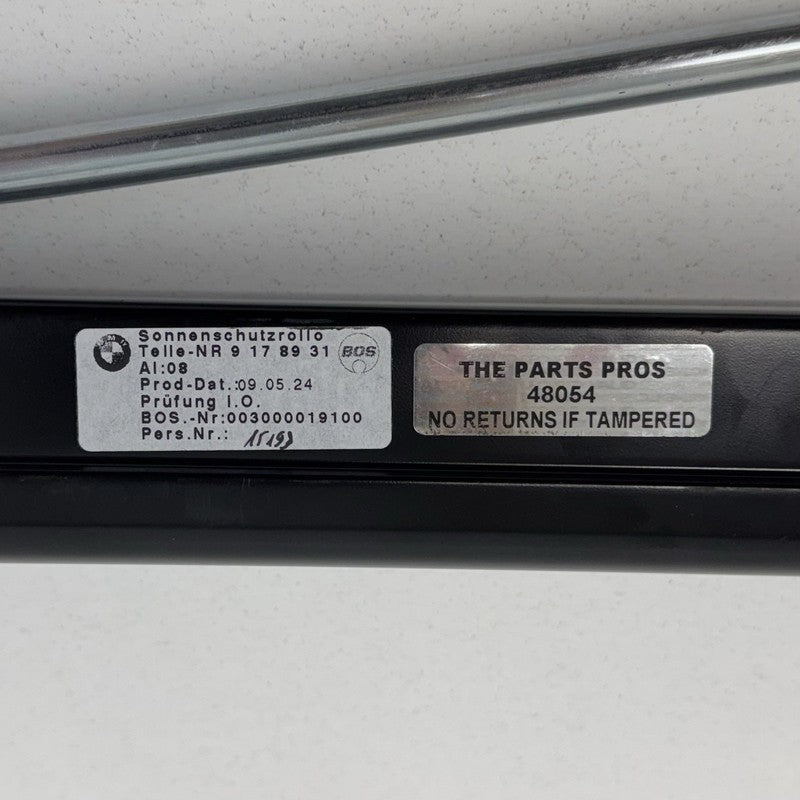 Sonnenschutzrollo
Teile-NR 9 17 89 31
BOS
AI:08
Prod-Dat.:09.05.24
Prüfung I.O.
BOS.-Nr:003000019100
Pers.Nr.:
THE PARTS PROS
48054
NO RETURNS IF TAMPERED